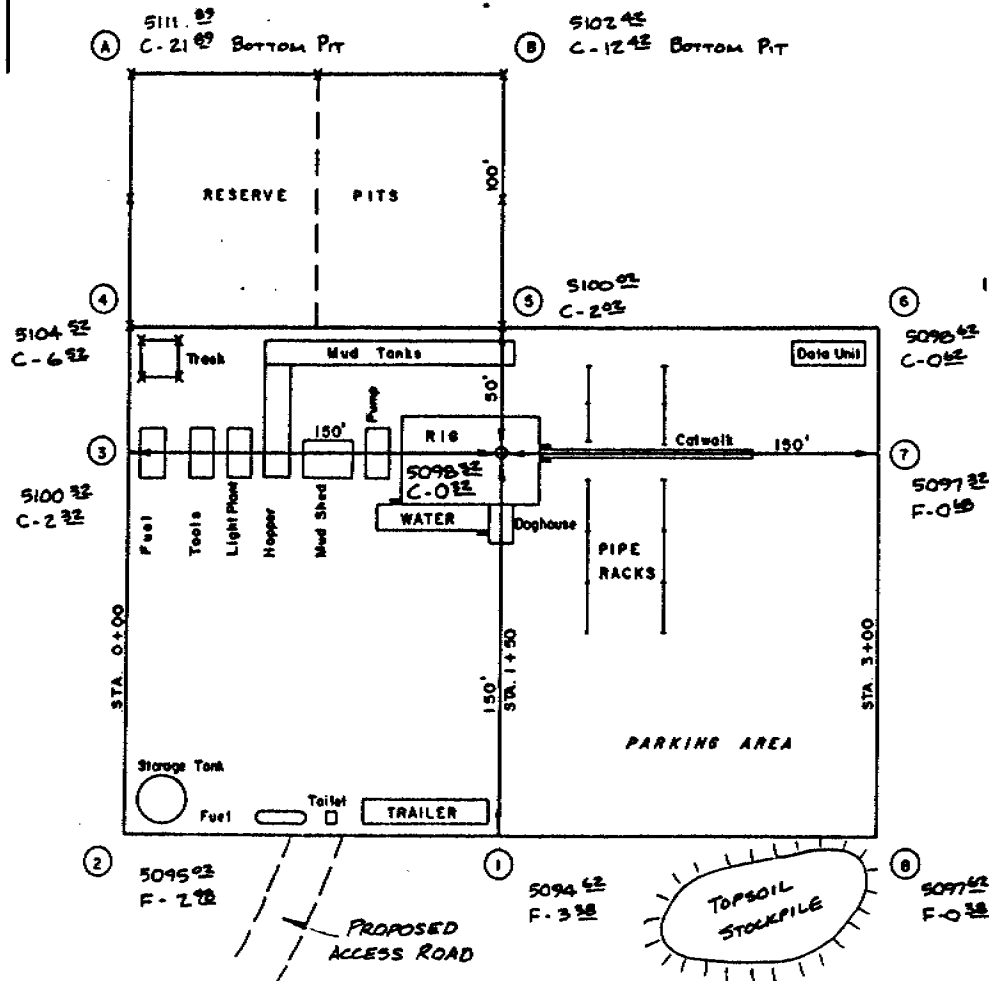 5111.89
A C-21 89 BOTTOM PIT
5102 42
B C-12 42 BOTTOM PIT
RESERVE PITS
100'
4
5
5100 02
C-2 02
6
5104 52
C-6 52
5098 62
C-0 62
Mud Tanks
Data Unit
50'
Pump
3
150'
RIG
Catwalk
150'
7
5098 32
C-0 32
5100 32
C-2 32
5097 32
F-0 68
WATER
Doghouse
Fuel
Tools
Light Plant
Hopper
Mud Shed
PIPE
RACKS
STA. 0+00
150'
STA. 1+50
STA. 3+00
PARKING AREA
Storage Tank
Fuel
Toilet
TRAILER
2
1
8
5095 02
F-2 98
5094 62
F-3 38
5097 62
F-0 38
TOPSOIL
STOCKPILE
PROPOSED
ACCESS ROAD